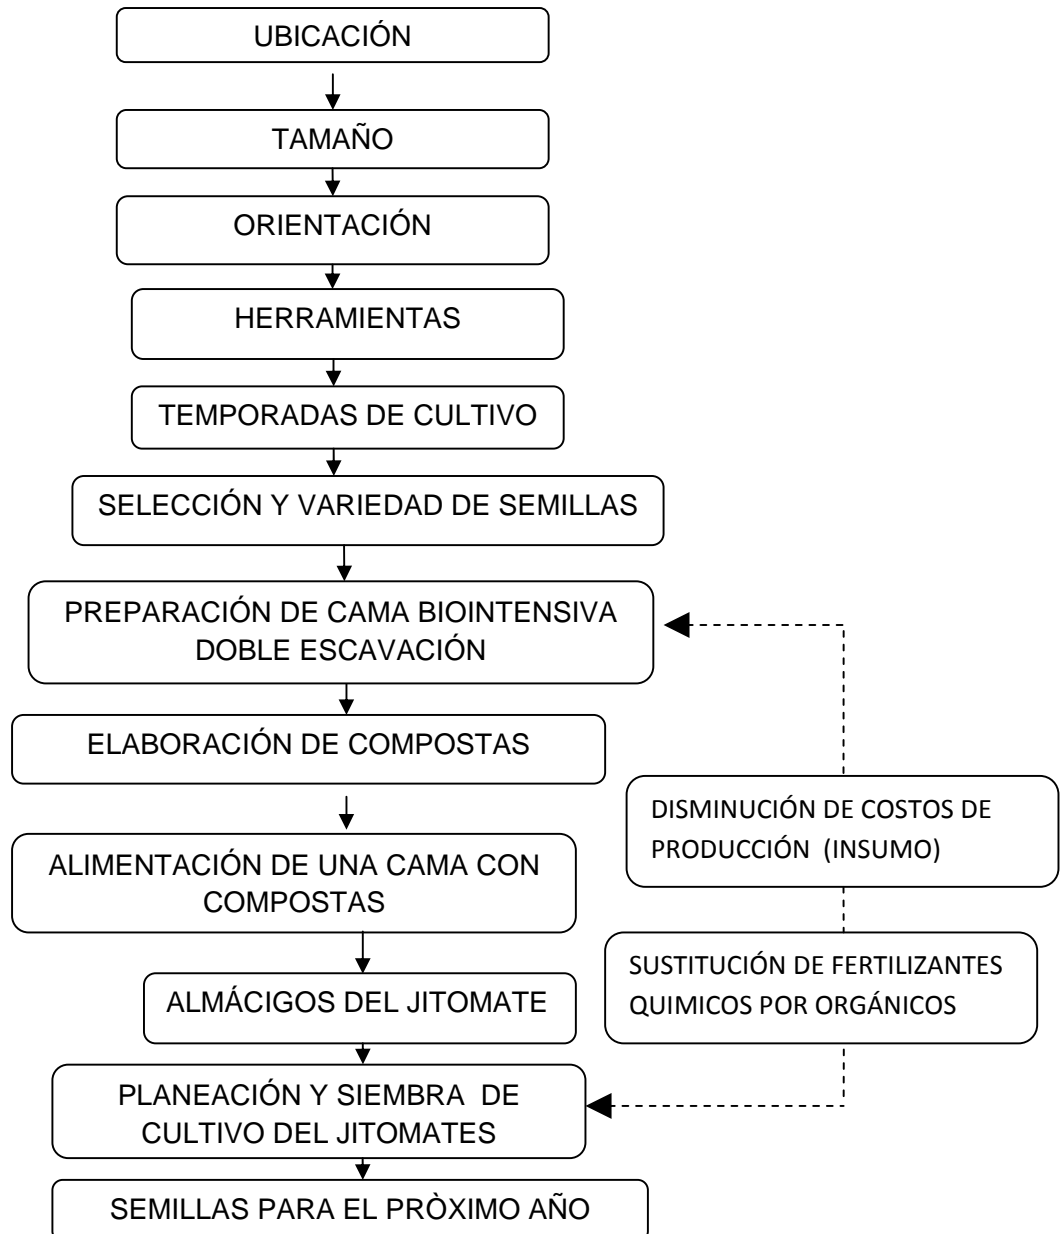 UBICACIÓN
TAMAÑO
ORIENTACIÓN
HERRAMIENTAS
TEMPORADAS DE CULTIVO
SELECCIÓN Y VARIEDAD DE SEMILLAS
PREPARACIÓN DE CAMA BIOINTENSIVA
DOBLE ESCAVACIÓN
ELABORACIÓN DE COMPOSTAS
ALIMENTACIÓN DE UNA CAMA CON
COMPOSTAS
ALMÁCIGOS DEL JITOMATE
PLANEACIÓN Y SIEMBRA DE
CULTIVO DEL JITOMATES
SEMILLAS PARA EL PRÒXIMO AÑO
DISMINUCIÓN DE COSTOS DE
PRODUCCIÓN (INSUMO)
SUSTITUCIÓN DE FERTILIZANTES
QUIMICOS POR ORGÁNICOS